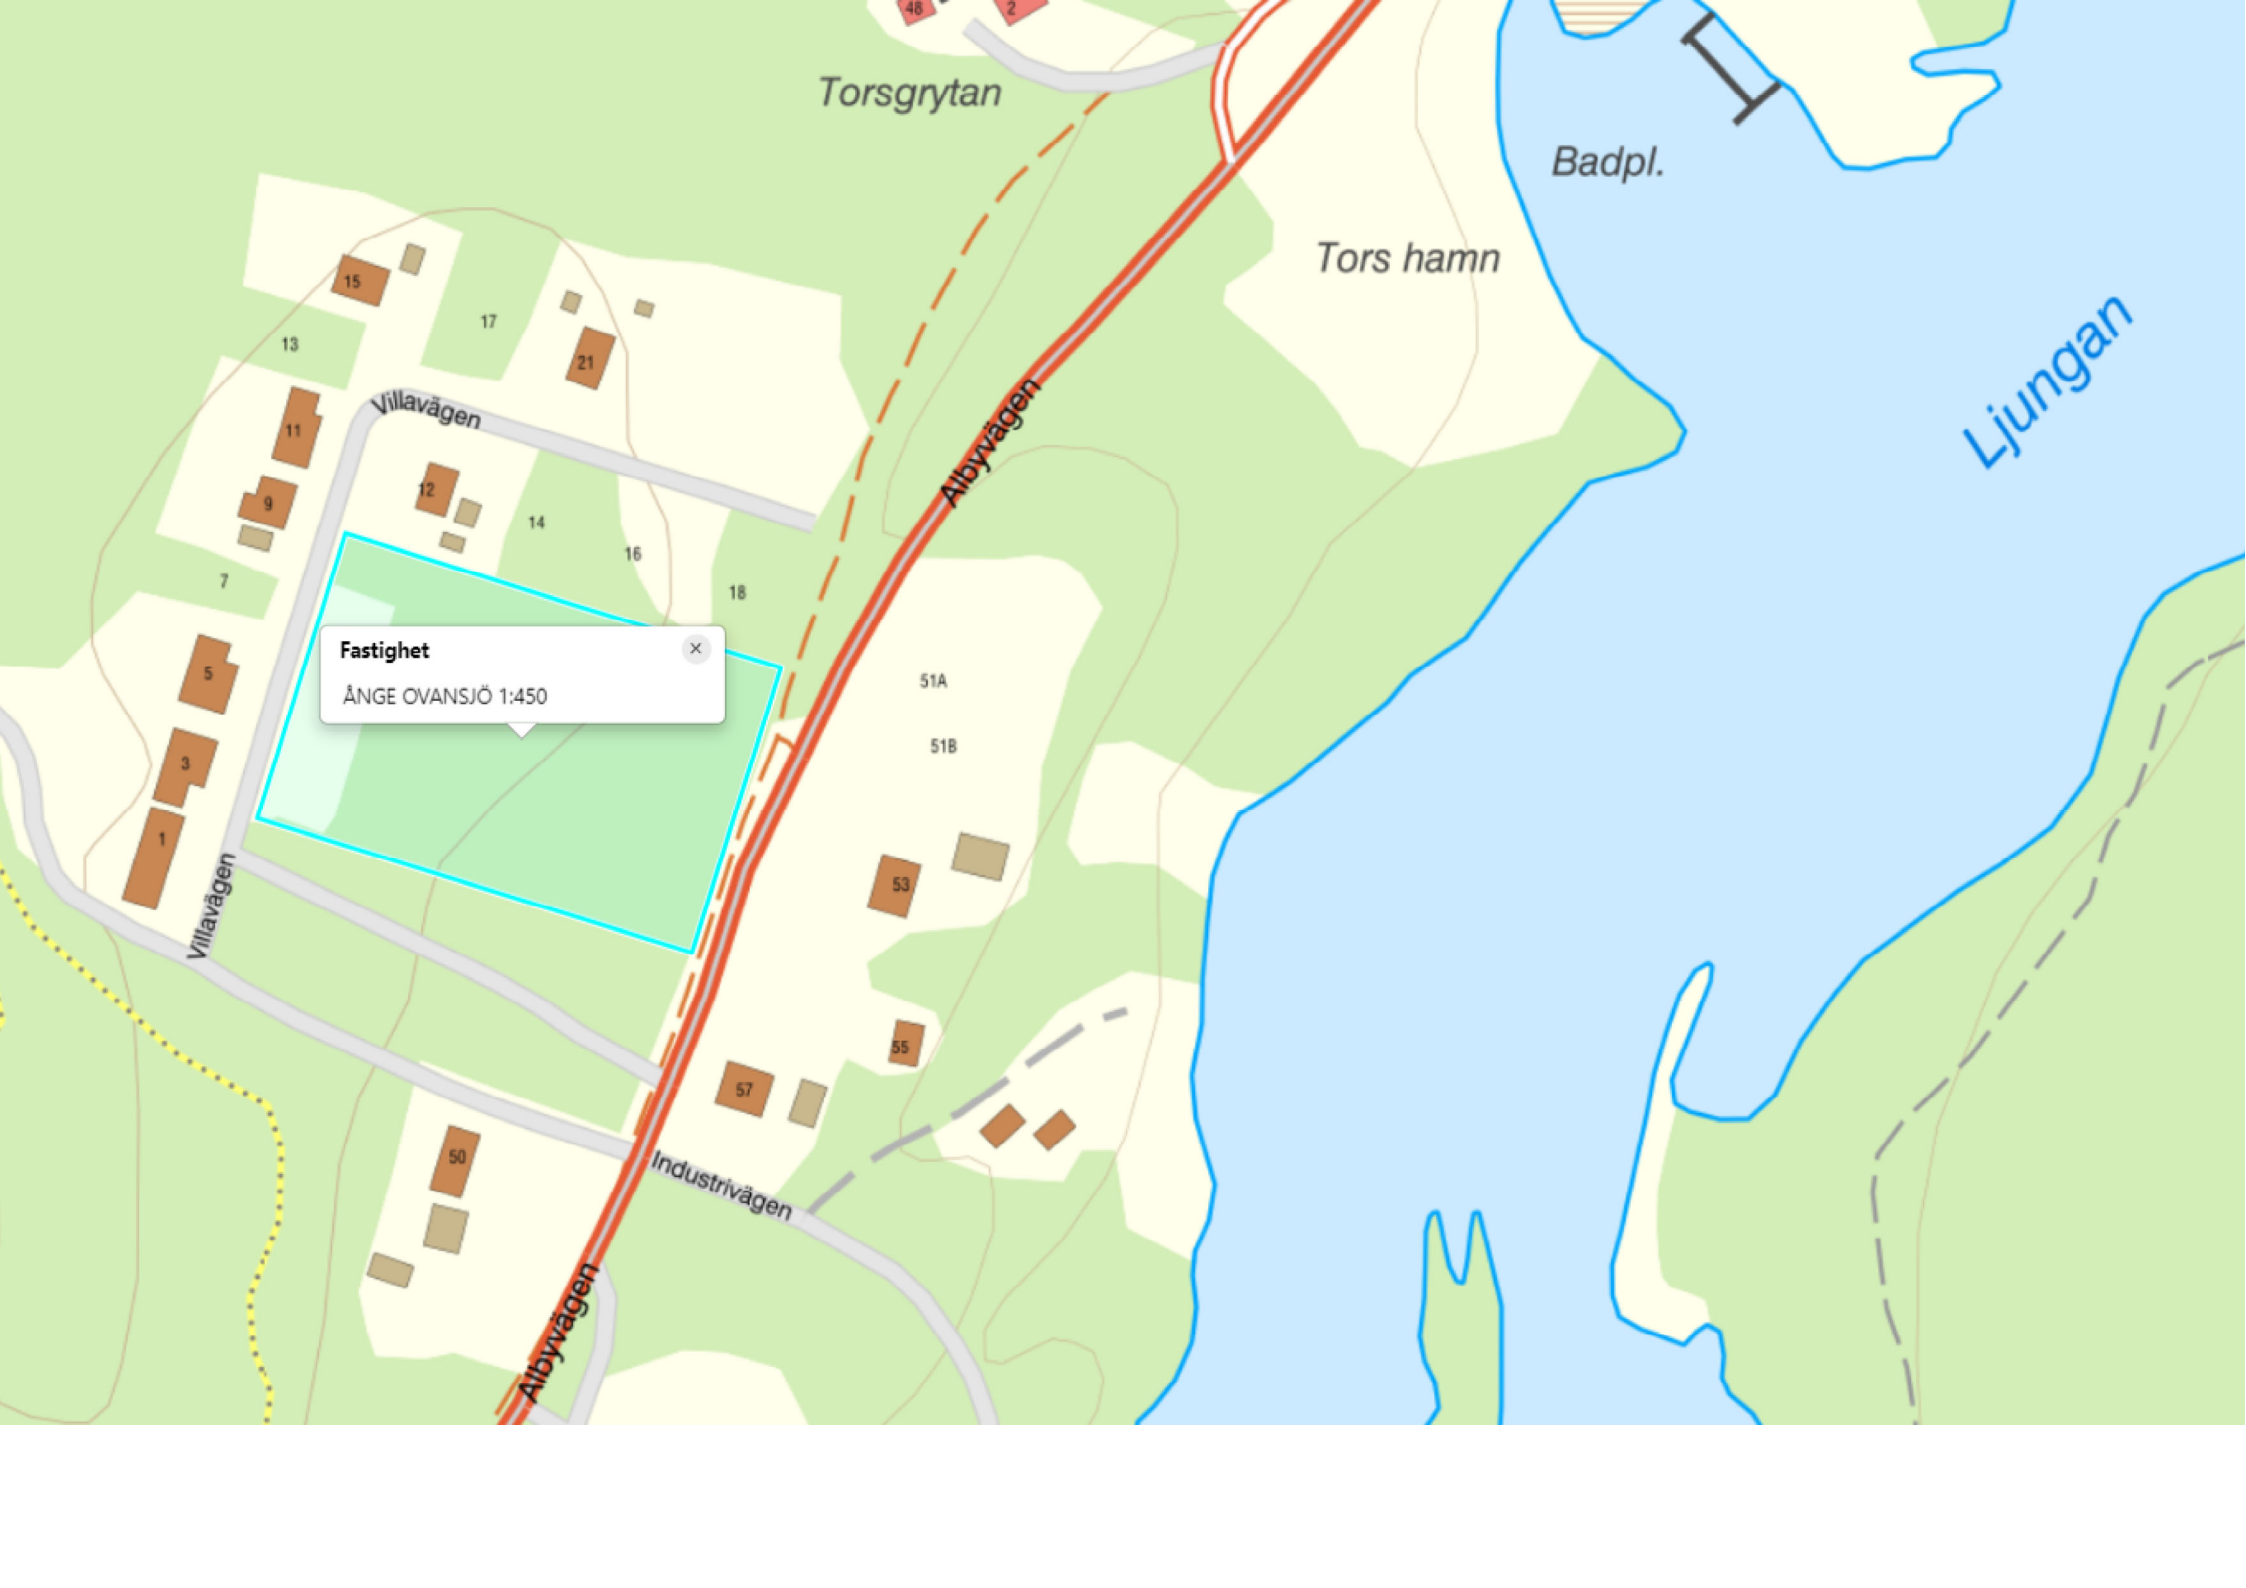 48
2
Torsgrytan
Badpl.
Tors hamn
15
17
13
21
Ljungan
Villavägen
11
Albyvägen
12
9
14
16
7
18
Fastighet
ÅNGE OVANSJÖ 1:450
5
51A
51B
3
1
53
Villavägen
55
57
50
Industrivägen
Albyvägen